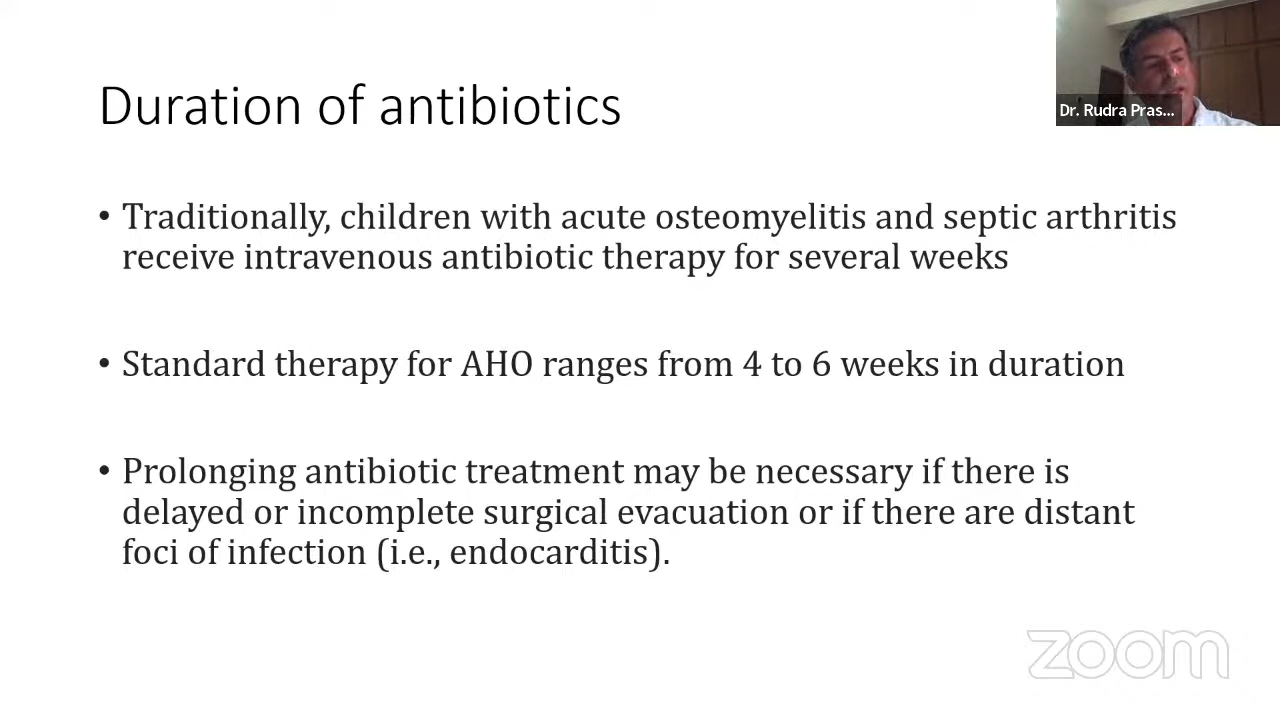 Duration of antibiotics
Dr. Rudra Pras...
• Traditionally, children with acute osteomyelitis and septic arthritis
receive intravenous antibiotic therapy for several weeks
• Standard therapy for AHO ranges from 4 to 6 weeks in duration
• Prolonging antibiotic treatment may be necessary if there is
delayed or incomplete surgical evacuation or if there are distant
foci of infection (i.e., endocarditis).
zoom